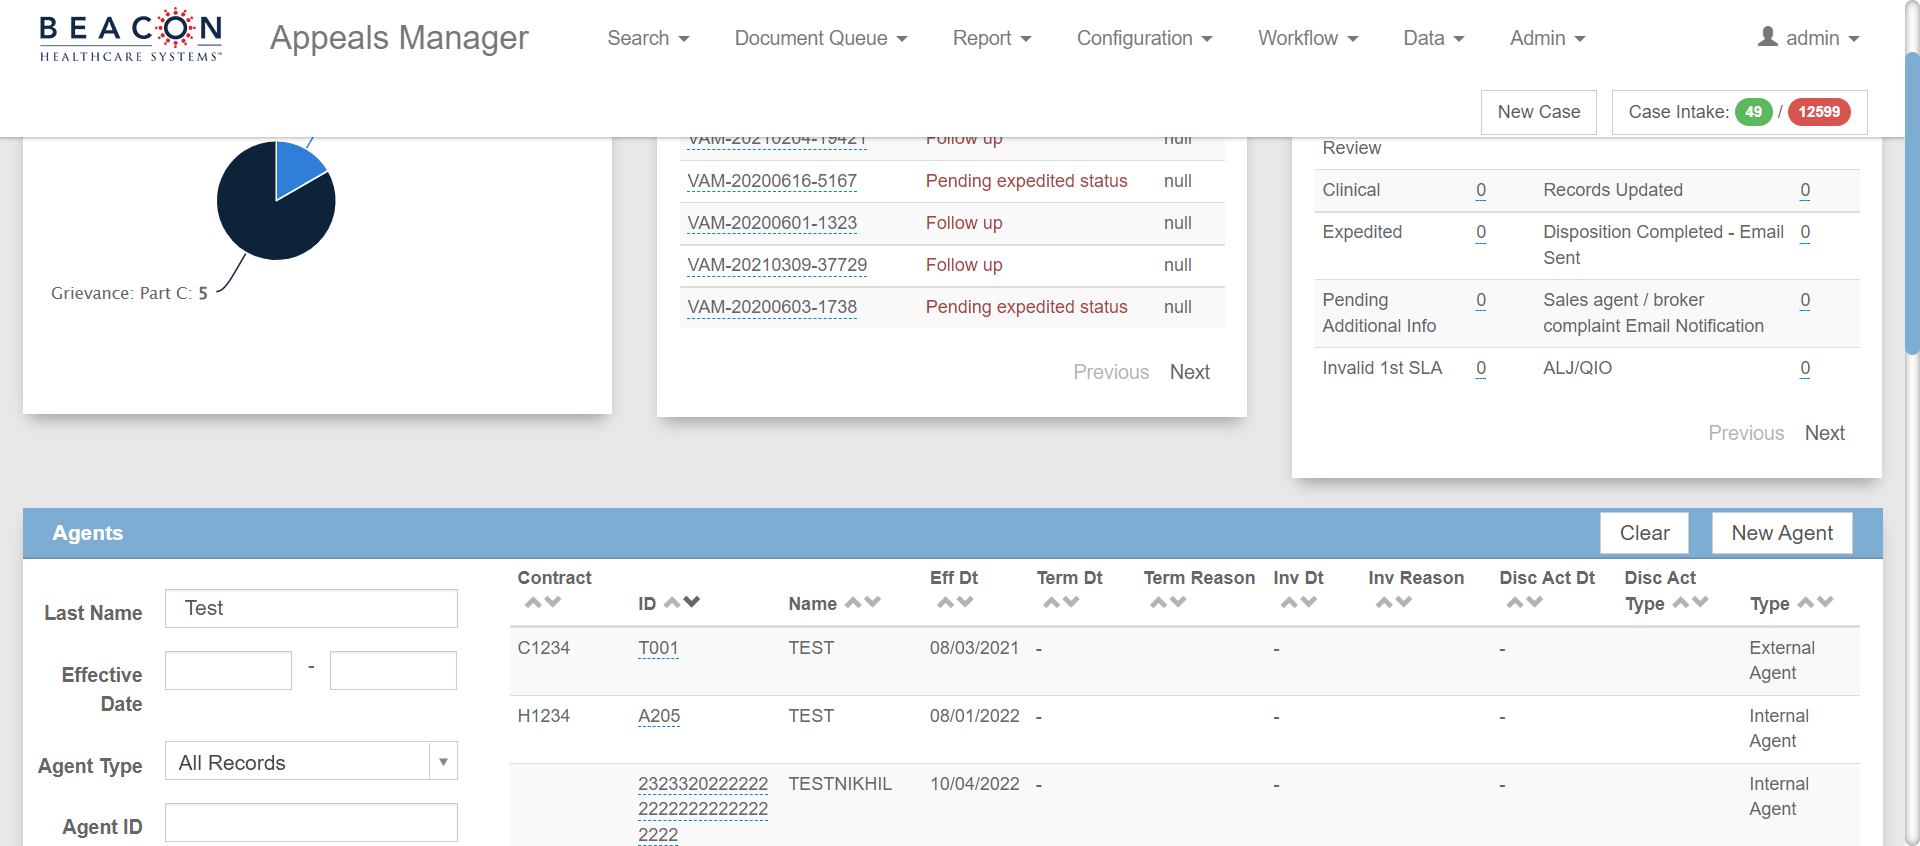 BEACON
HEALTHCARE SYSTEMS™
Appeals Manager
Search
Document Queue
Report
Configuration
Workflow
Data
Admin
admin
New Case
Case Intake: 49 / 12599
Grievance: Part C: 5
VAM-20210204-19421 Follow up null
VAM-20200616-5167 Pending expedited status null
VAM-20200601-1323 Follow up null
VAM-20210309-37729 Follow up null
VAM-20200603-1738 Pending expedited status null
Previous Next
Review
Clinical 0 Records Updated 0
Expedited 0 Disposition Completed - Email 0
Sent
Pending 0 Sales agent / broker 0
Additional Info complaint Email Notification
Invalid 1st SLA 0 ALJ/QIO 0
Previous Next
Agents
Clear
New Agent
Last Name Test
Effective -
Date
Agent Type All Records
Agent ID
Contract Eff Dt Term Dt Term Reason Inv Dt Inv Reason Disc Act Dt Disc Act
ID Name Type Type
C1234 T001 TEST 08/03/2021 - - - External
Agent
H1234 A205 TEST 08/01/2022 - - - Internal
Agent
2323320222222 TESTNIKHIL 10/04/2022 - - - Internal
2222222222222 Agent
2222